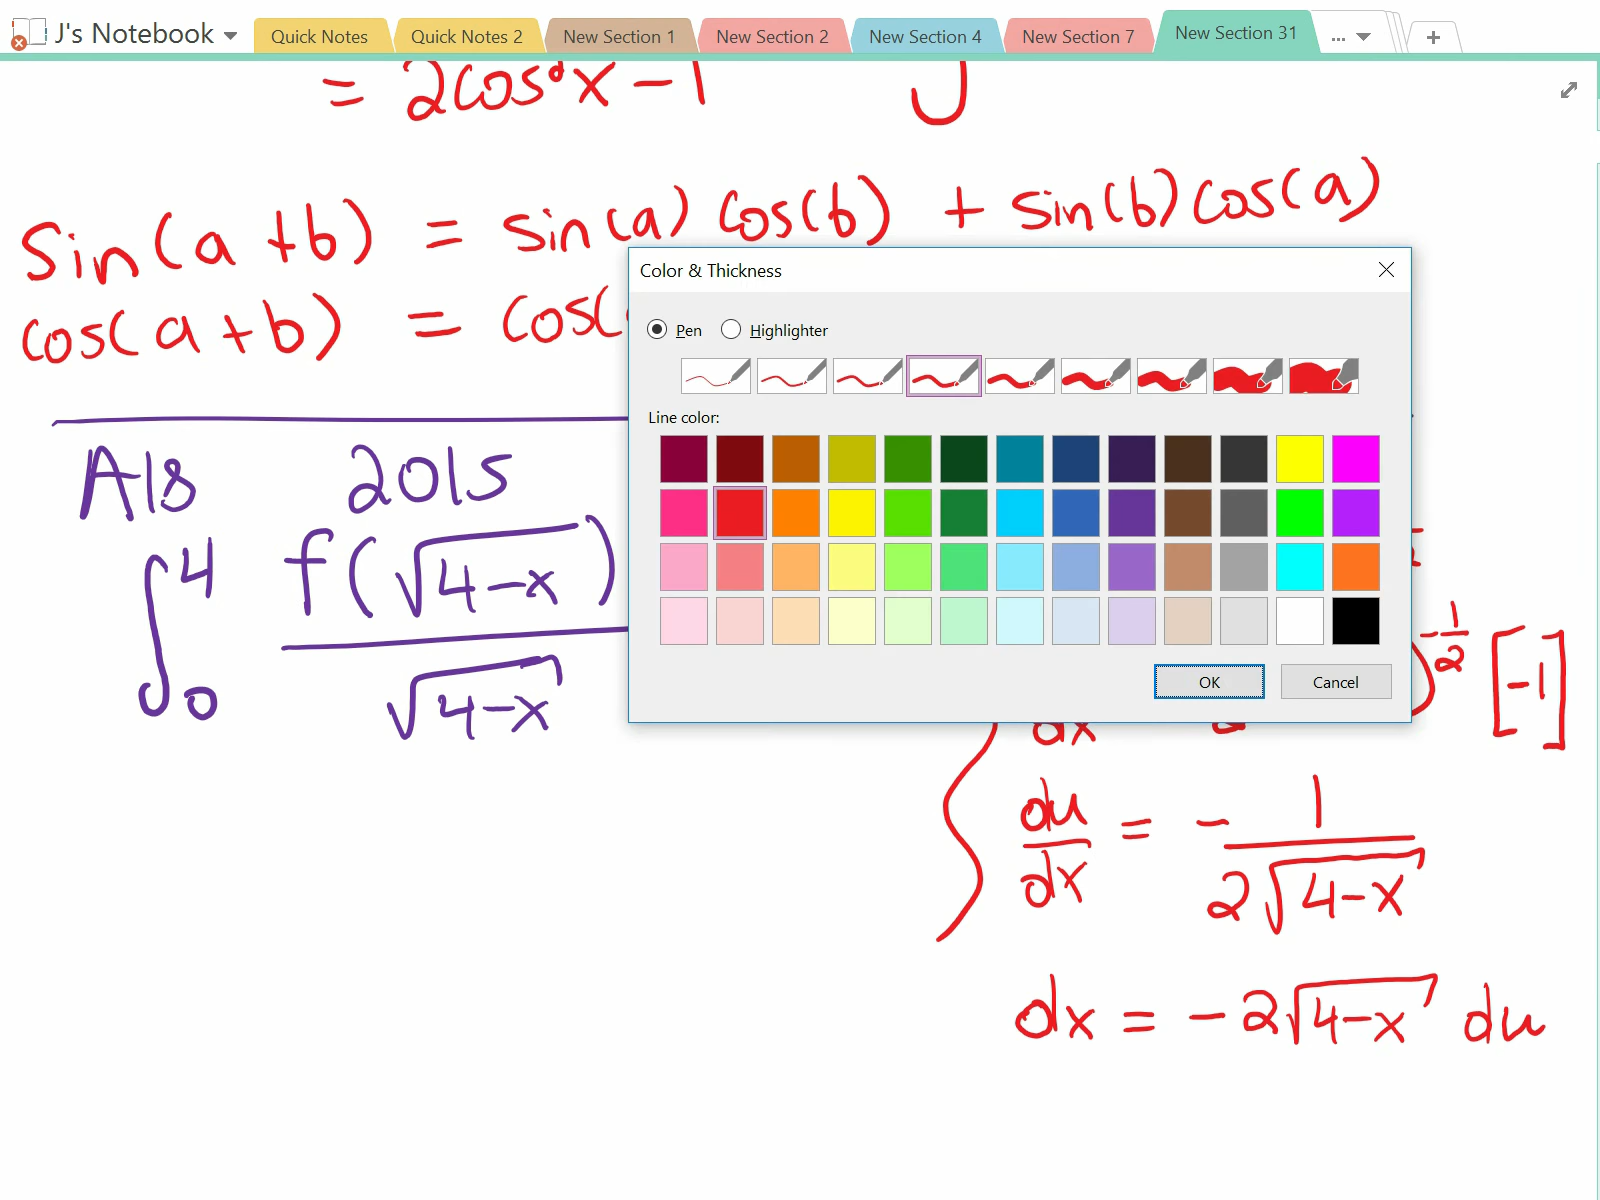 J's Notebook
Quick Notes
Quick Notes 2
New Section 1
New Section 2
New Section 4
New Section 7
New Section 31
...
+
= 2cos²x - 1
sin(a+b) = sin(a) cos(b) + sin(b) cos(a)
cos(a+b) = cos(
Color & Thickness
Pen
Highlighter
Line color:
OK
Cancel
A18 2015
∫₀⁴ f(√(4-x)) / √(4-x)
-1/2 [-1]
dx
du/dx = - 1 / 2√(4-x)
dx = -2√(4-x) du